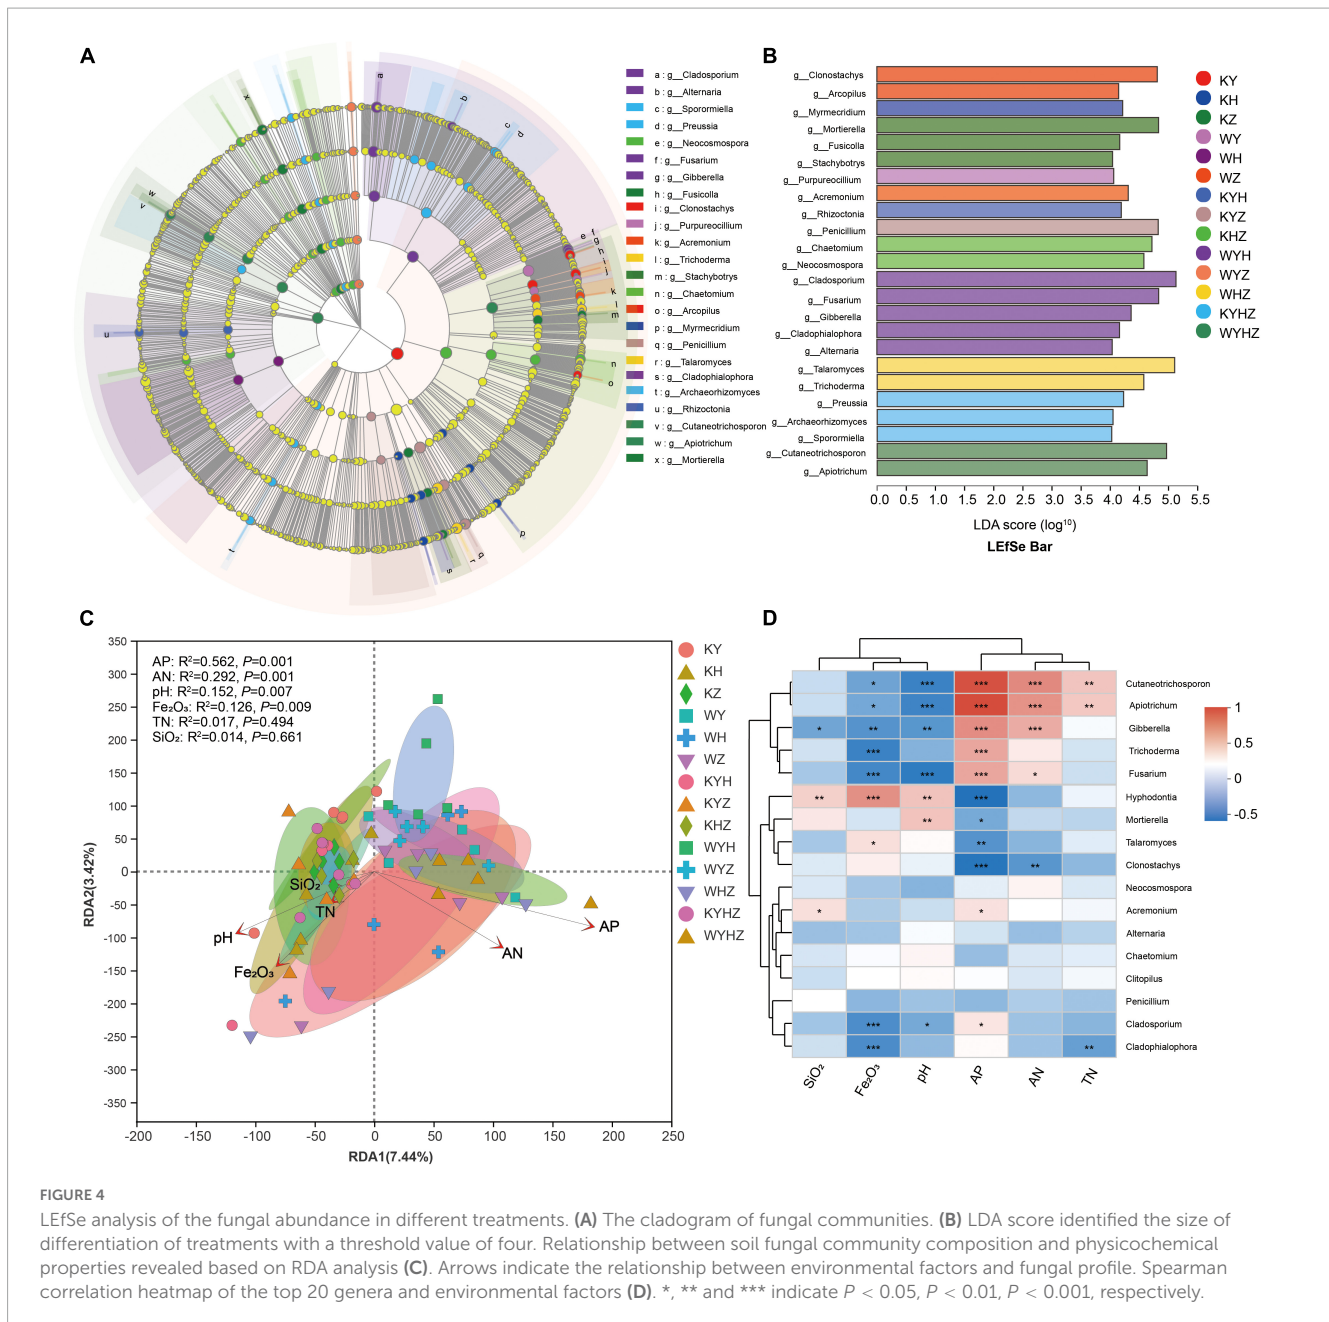 A
a
b
c
d
e
f
g
h
i
j
k
l
m
n
o
p
q
r
s
t
u
v
w
x
a : g__Cladosporium
b : g__Alternaria
c : g__Sporormiella
d : g__Preussia
e : g__Neocosmospora
f : g__Fusarium
g : g__Gibberella
h : g__Fusicolla
i : g__Clonostachys
j : g__Purpureocillium
k : g__Acremonium
l : g__Trichoderma
m : g__Stachybotrys
n : g__Chaetomium
o : g__Arcopilus
p : g__Myrmecridium
q : g__Penicillium
r : g__Talaromyces
s : g__Cladophialophora
t : g__Archaeorhizomyces
u : g__Rhizoctonia
v : g__Cutaneotrichosporon
w : g__Apiotrichum
x : g__Mortierella
B
g__Clonostachys
g__Arcopilus
g__Myrmecridium
g__Mortierella
g__Fusicolla
g__Stachybotrys
g__Purpureocillium
g__Acremonium
g__Rhizoctonia
g__Penicillium
g__Chaetomium
g__Neocosmospora
g__Cladosporium
g__Fusarium
g__Gibberella
g__Cladophialophora
g__Alternaria
g__Talaromyces
g__Trichoderma
g__Preussia
g__Archaeorhizomyces
g__Sporormiella
g__Cutaneotrichosporon
g__Apiotrichum
0.0 0.5 1.0 1.5 2.0 2.5 3.0 3.5 4.0 4.5 5.0 5.5
LDA score (log¹⁰)
LEfSe Bar
KY
KH
KZ
WY
WH
WZ
KYH
KYZ
KHZ
WYH
WYZ
WHZ
KYHZ
WYHZ
C
AP: R²=0.562, P=0.001
AN: R²=0.292, P=0.001
pH: R²=0.152, P=0.007
Fe₂O₃: R²=0.126, P=0.009
TN: R²=0.017, P=0.494
SiO₂: R²=0.014, P=0.661
350
300
250
200
150
100
50
0
-50
-100
-150
-200
-250
-300
-350
RDA2(3.42%)
SiO₂
TN
pH
Fe₂O₃
AP
AN
-200 -150 -100 -50 0 50 100 150 200 250
RDA1(7.44%)
KY
KH
KZ
WY
WH
WZ
KYH
KYZ
KHZ
WYH
WYZ
WHZ
KYHZ
WYHZ
D
* *** *** *** ** Cutaneotrichosporon
* *** *** *** ** Apiotrichum
* ** ** *** *** Gibberella
*** *** Trichoderma
*** *** *** * Fusarium
** *** ** *** Hyphodontia
** * Mortierella
* ** Talaromyces
*** ** Clonostachys
Neocosmospora
* * Acremonium
Alternaria
Chaetomium
Clitopilus
Penicillium
*** * * Cladosporium
*** ** Cladophialophora
SiO₂ Fe₂O₃ pH AP AN TN
1
0.5
0
-0.5
FIGURE 4
LEfSe analysis of the fungal abundance in different treatments. (A) The cladogram of fungal communities. (B) LDA score identified the size of
differentiation of treatments with a threshold value of four. Relationship between soil fungal community composition and physicochemical
properties revealed based on RDA analysis (C). Arrows indicate the relationship between environmental factors and fungal profile. Spearman
correlation heatmap of the top 20 genera and environmental factors (D). *, ** and *** indicate P < 0.05, P < 0.01, P < 0.001, respectively.